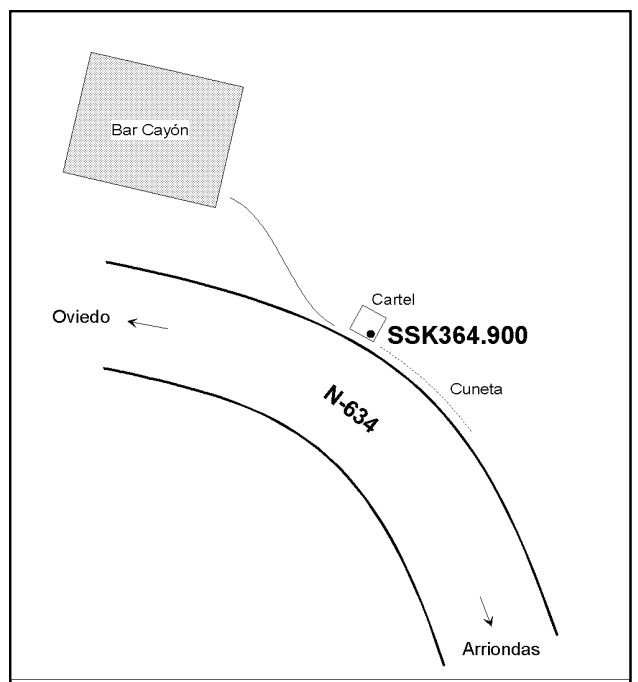 Bar Cayón
Cartel
Oviedo
SSK364.900
Cuneta
N-634
Arriondas